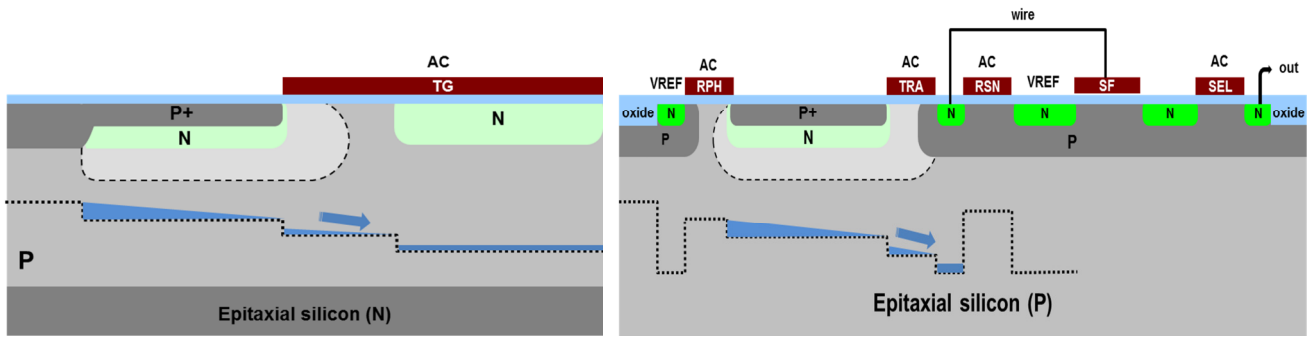 AC
TG
P+
N
N
P
Epitaxial silicon (N)
wire
AC
AC
AC
AC
VREF
RPH
TRA
RSN
VREF
SF
SEL
out
oxide
N
P+
N
N
N
N
N
oxide
P
P
Epitaxial silicon (P)